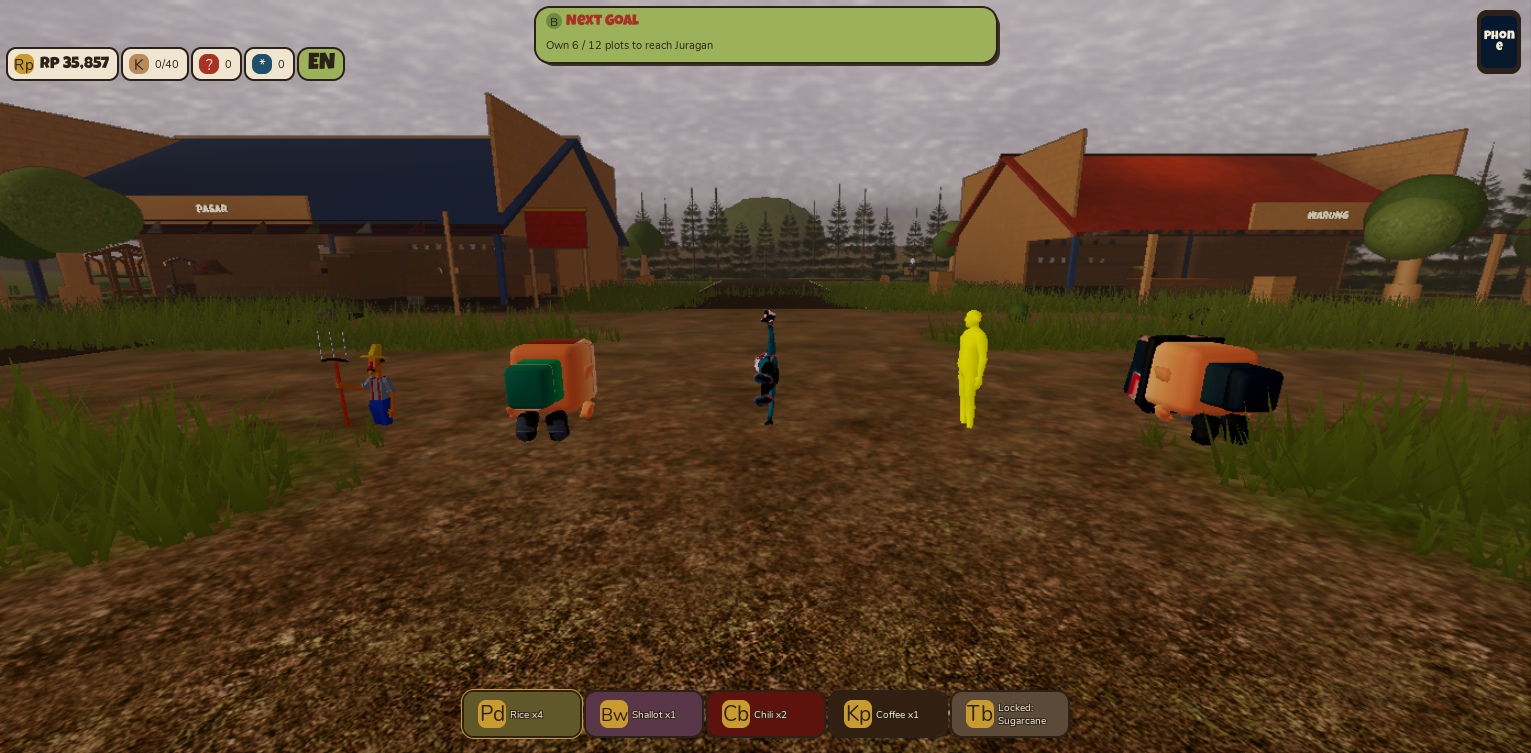 B NEXT GOAL
Own 6 / 12 plots to reach Juragan
Phon
e
Rp RP 35,857
K 0/40
? 0
* 0
EN
PASAR
WARUNG
Pd Rice x4
Bw Shallot x1
Cb Chili x2
Kp Coffee x1
Tb Locked:
Sugarcane